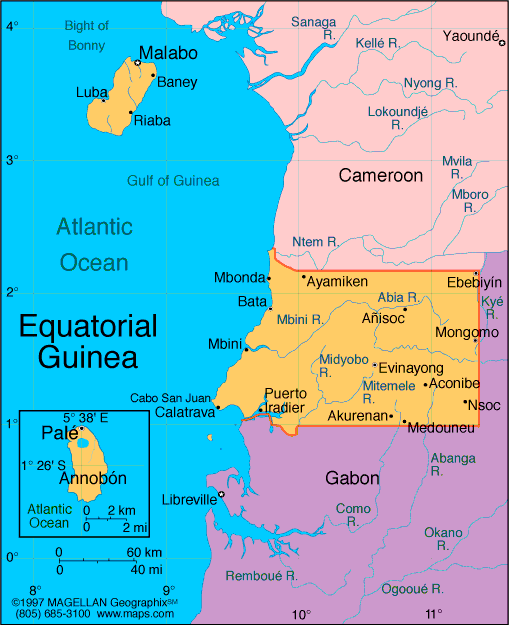 4°
Bight of
Bonny
Malabo
Baney
Luba
Riaba
Sanaga
R.
Kellé R.
Yaoundé
Nyong R.
Lokoundjé
R.
3°
Gulf of Guinea
Mvila
R.
Cameroon
Mboro
R.
Atlantic
Ocean
Ntem R.
Mbonda
Ayamiken
Ebebiyín
2°
Bata
Mbini R.
Abia R.
Kyé
R.
Añisoc
Equatorial
Guinea
Mbini
Mongomo
Midyobo
R.
Evinayong
Mitemele
R.
Aconibe
Cabo San Juan
Calatrava
Puerto
Iradier
Nsoc
Akurenan
Medouneu
1°
5° 38' E
Palé
1° 26' S
Annobón
Atlantic
Ocean
0 2 km
0 2 mi
Libreville
Gabon
Abanga
R.
Como
R.
Okano
R.
0°
0 60 km
0 40 mi
Remboué R.
Ogooué R.
8°
9°
10°
11°
©1997 MAGELLAN Geographix℠
(805) 685-3100 www.maps.com